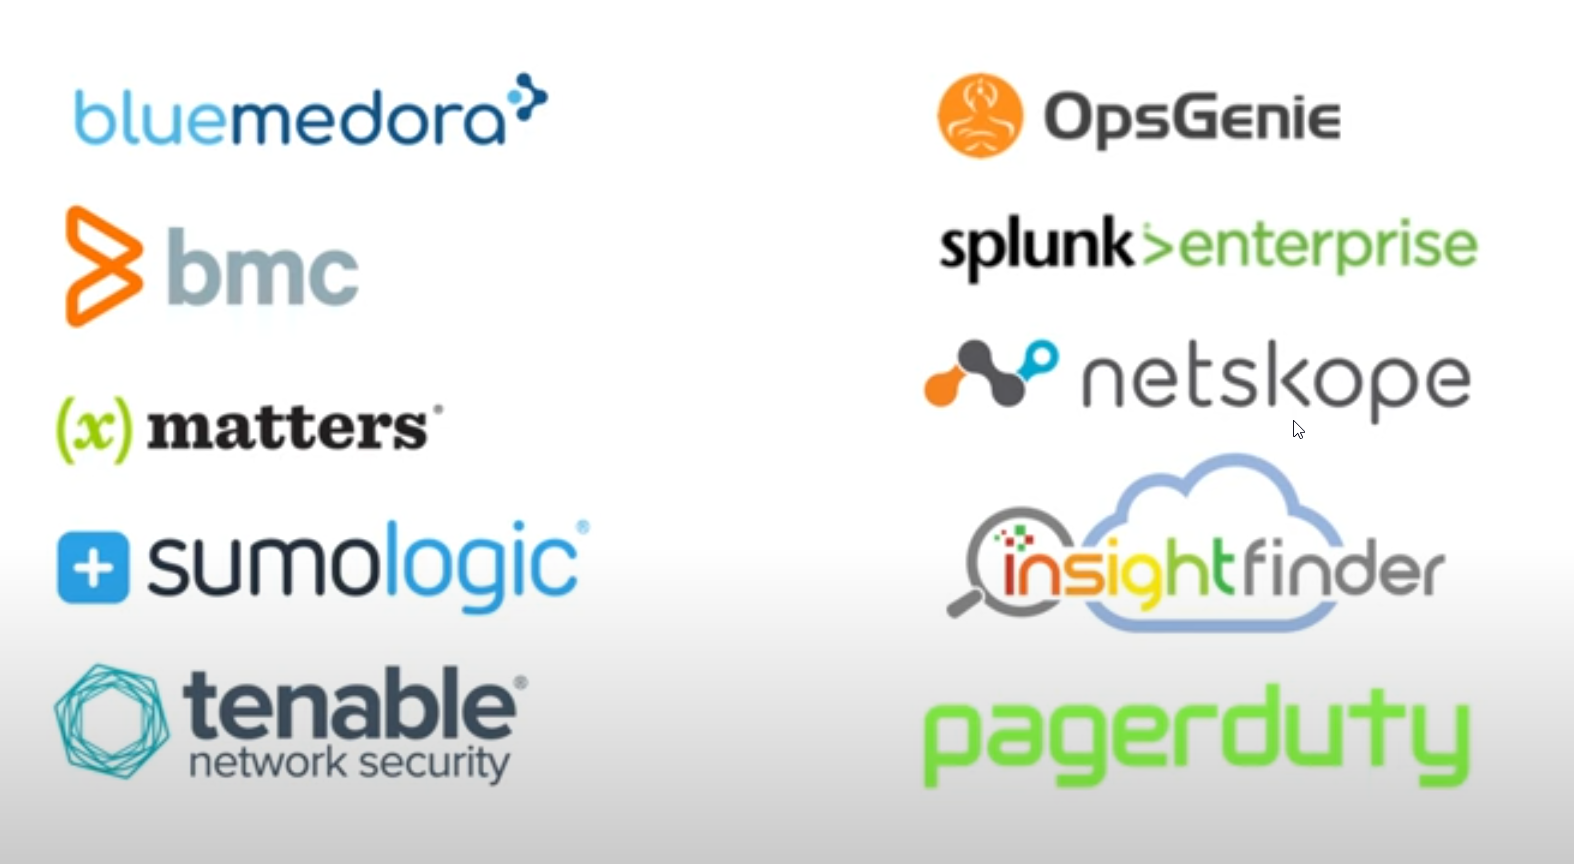 bluemedora
bmc
(x) matters®
sumologic®
tenable®
network security
OpsGenie
splunk>enterprise
netskope
insightfinder
pagerduty